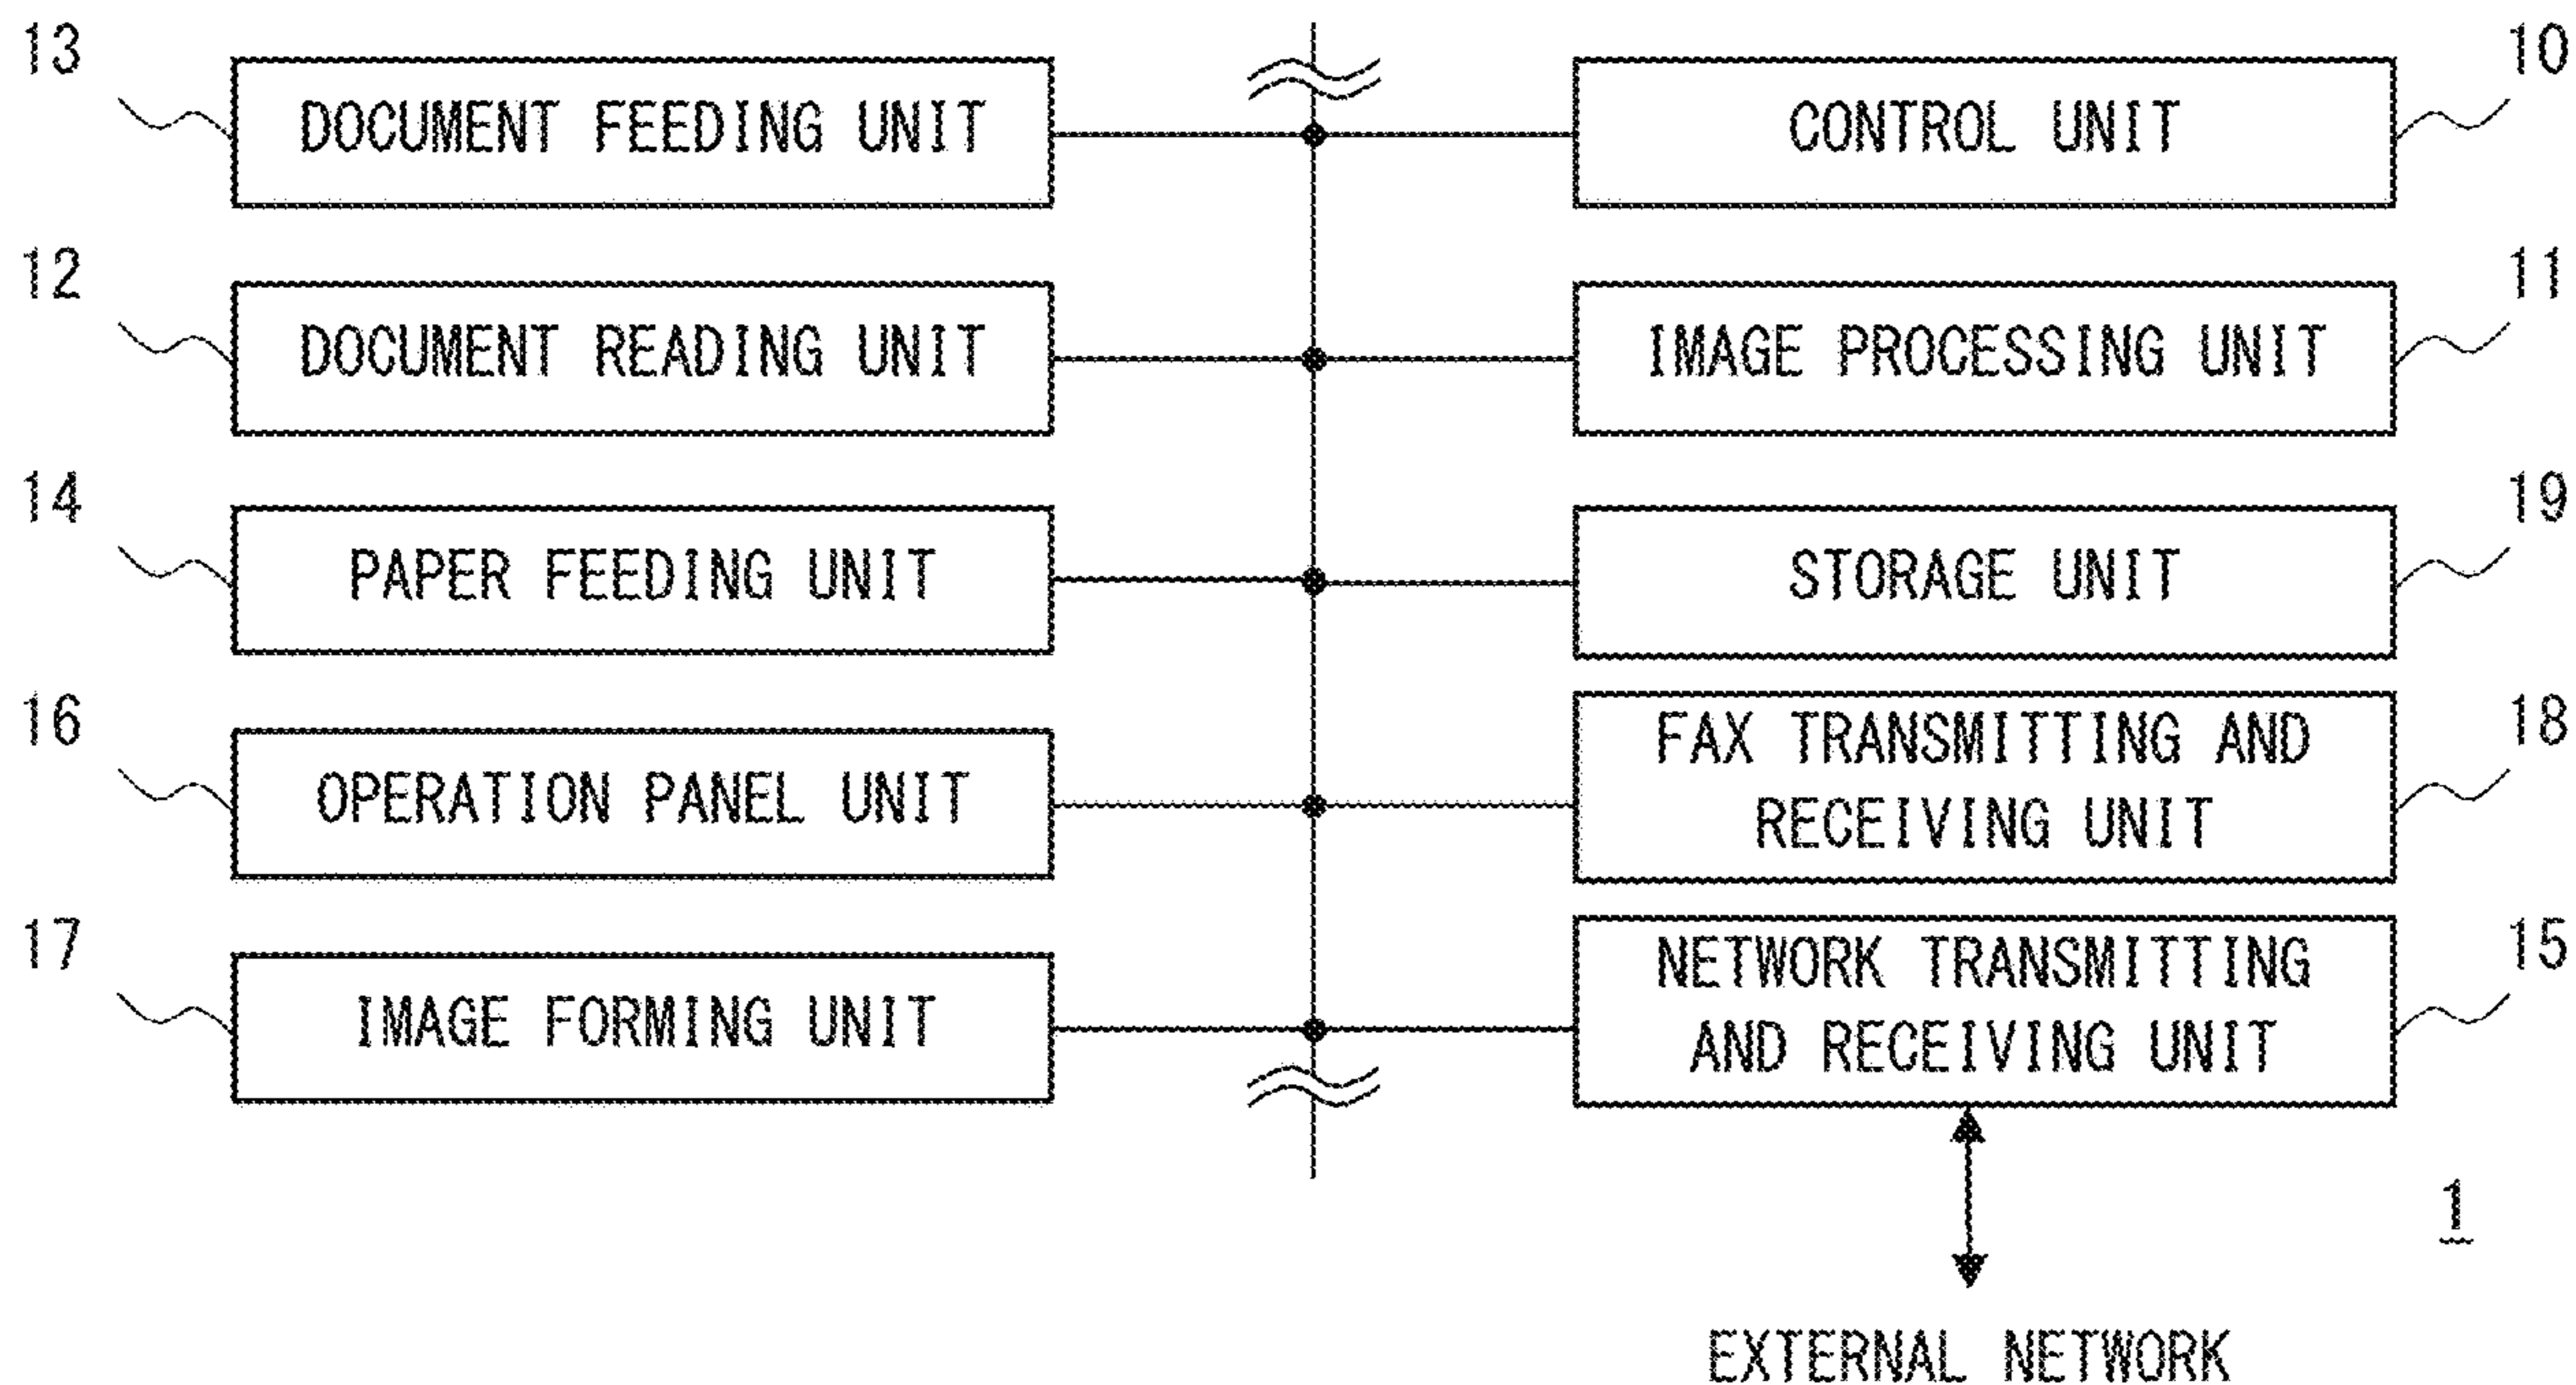 13
DOCUMENT FEEDING UNIT
CONTROL UNIT
10
12
DOCUMENT READING UNIT
IMAGE PROCESSING UNIT
11
14
PAPER FEEDING UNIT
STORAGE UNIT
19
16
OPERATION PANEL UNIT
FAX TRANSMITTING AND
RECEIVING UNIT
18
17
IMAGE FORMING UNIT
NETWORK TRANSMITTING
AND RECEIVING UNIT
15
1
EXTERNAL NETWORK